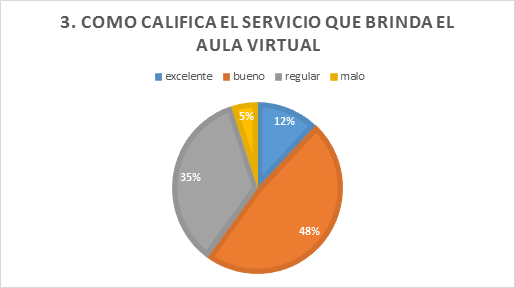 3. COMO CALIFICA EL SERVICIO QUE BRINDA EL
AULA VIRTUAL
excelente bueno regular malo
5% 12%
35%
48%